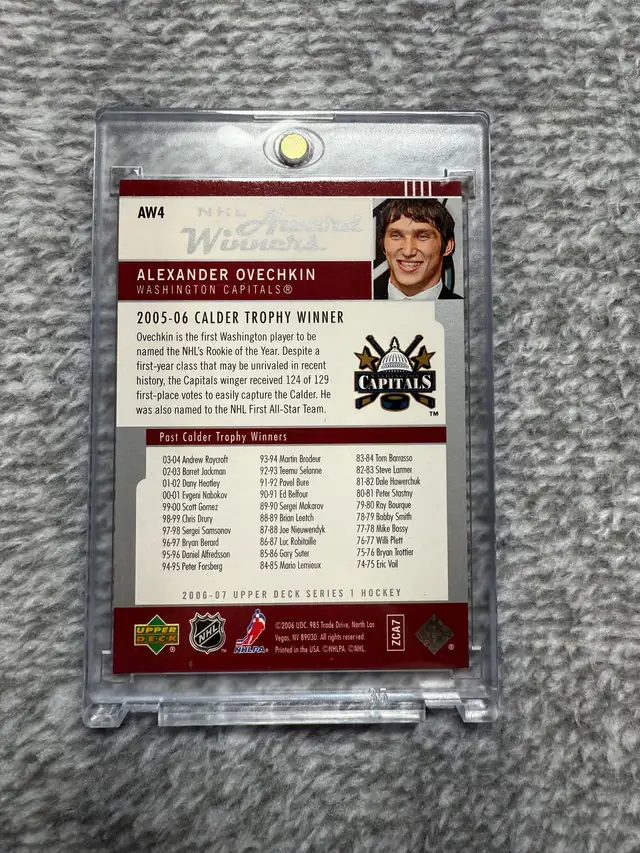 AW4
NHL Award
Winners
ALEXANDER OVECHKIN
WASHINGTON CAPITALS®
2005-06 CALDER TROPHY WINNER
Ovechkin is the first Washington player to be
named the NHL's Rookie of the Year. Despite a
first-year class that may be unrivaled in recent
history, the Capitals winger received 124 of 129
first-place votes to easily capture the Calder. He
was also named to the NHL First All-Star Team.
CAPITALS
™
Past Calder Trophy Winners
03-04 Andrew Raycroft
02-03 Barret Jackman
01-02 Dany Heatley
00-01 Evgeni Nabokov
99-00 Scott Gomez
98-99 Chris Drury
97-98 Sergei Samsonov
96-97 Bryan Berard
95-96 Daniel Alfredsson
94-95 Peter Forsberg
93-94 Martin Brodeur
92-93 Teemu Selanne
91-92 Pavel Bure
90-91 Ed Belfour
89-90 Sergei Makarov
88-89 Brian Leetch
87-88 Joe Nieuwendyk
86-87 Luc Robitaille
85-86 Gary Suter
84-85 Mario Lemieux
83-84 Tom Barrasso
82-83 Steve Larmer
81-82 Dale Hawerchuk
80-81 Peter Stastny
79-80 Ray Bourque
78-79 Bobby Smith
77-78 Mike Bossy
76-77 Willi Plett
75-76 Bryan Trottier
74-75 Eric Vail
2006-07 UPPER DECK SERIES 1 HOCKEY
UPPER
DECK
®
NHL
NHLPA
©2006 UDC. 985 Trade Drive, North Las
Vegas, NV 89030. All rights reserved.
Printed in the USA. ©NHLPA. ©NHL.
ZCA7
®
35